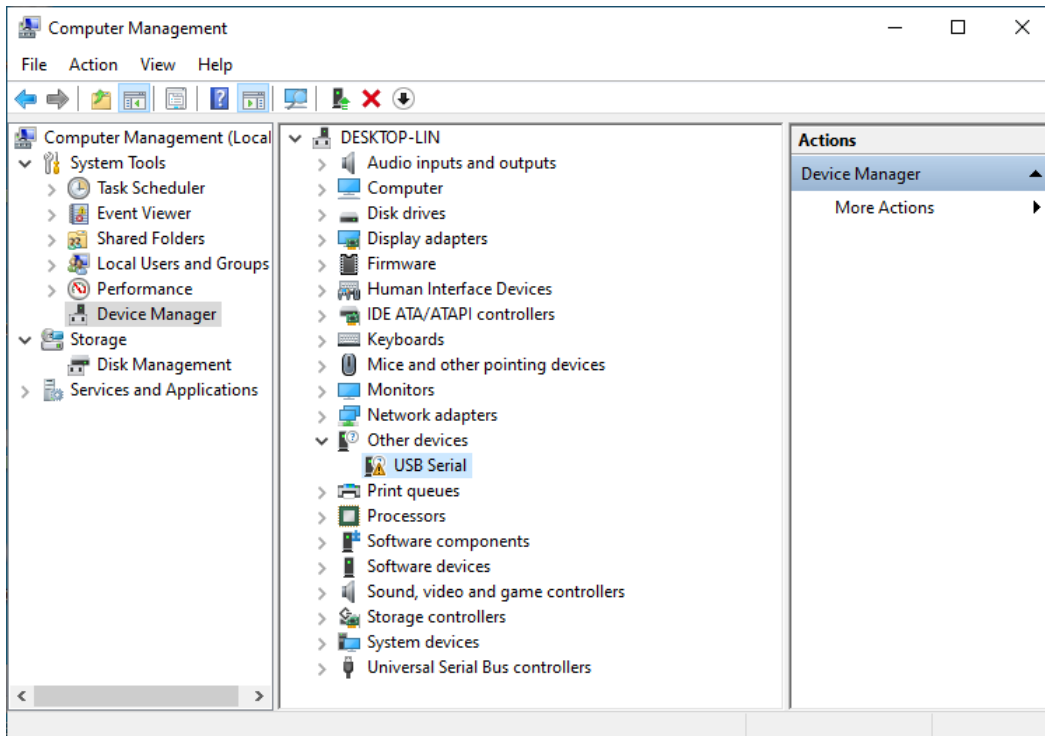 Computer Management
File Action View Help
Computer Management (Local
System Tools
Task Scheduler
Event Viewer
Shared Folders
Local Users and Groups
Performance
Device Manager
Storage
Disk Management
Services and Applications
DESKTOP-LIN
Audio inputs and outputs
Computer
Disk drives
Display adapters
Firmware
Human Interface Devices
IDE ATA/ATAPI controllers
Keyboards
Mice and other pointing devices
Monitors
Network adapters
Other devices
USB Serial
Print queues
Processors
Software components
Software devices
Sound, video and game controllers
Storage controllers
System devices
Universal Serial Bus controllers
Actions
Device Manager
More Actions